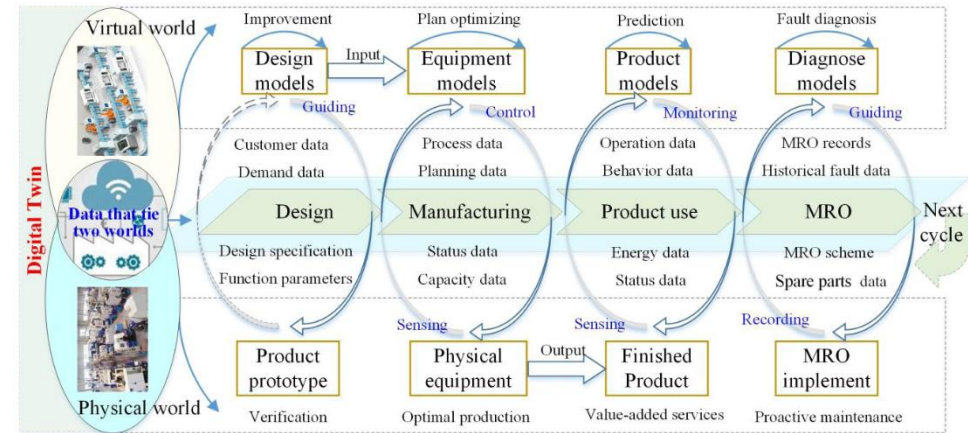 Digital Twin
Virtual world
Data that tie
two worlds
Physical world
Improvement
Plan optimizing
Prediction
Fault diagnosis
Design
models
Input
Equipment
models
Product
models
Diagnose
models
Guiding
Control
Monitoring
Guiding
Customer data
Process data
Operation data
MRO records
Demand data
Planning data
Behavior data
Historical fault data
Design
Manufacturing
Product use
MRO
Next
cycle
Design specification
Status data
Energy data
MRO scheme
Function parameters
Capacity data
Status data
Spare parts data
Sensing
Sensing
Recording
Product
prototype
Physical
equipment
Output
Finished
Product
MRO
implement
Verification
Optimal production
Value-added services
Proactive maintenance